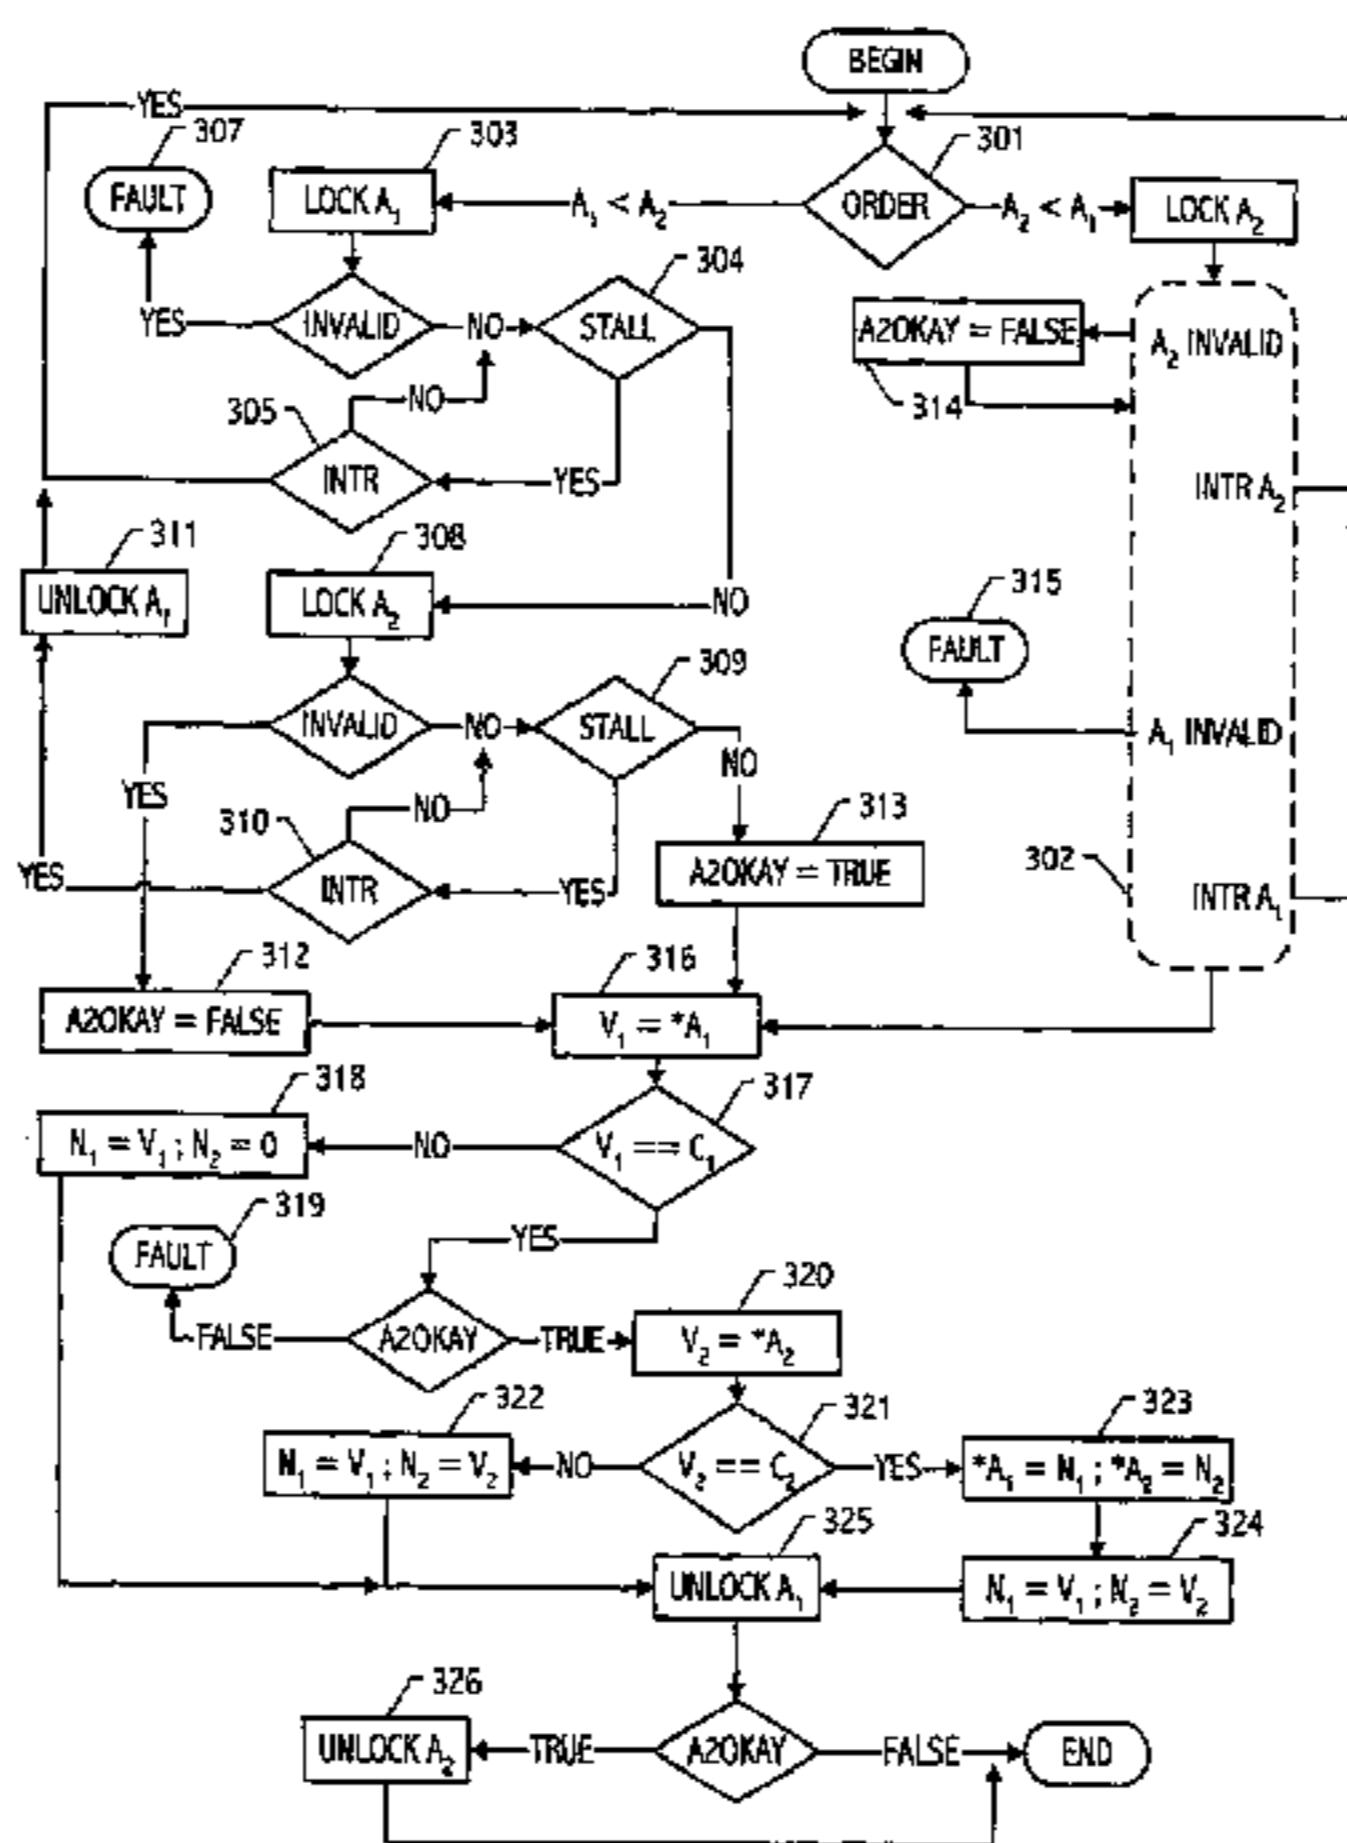 BEGIN
YES
307
303
301
FAULT
LOCK A₁
A₁ < A₂
ORDER
A₂ < A₁
LOCK A₂
304
YES
INVALID
NO
STALL
A2OKAY = FALSE
A₂ INVALID
305
NO
314
INTR
YES
INTR A₂
311
308
UNLOCK A₁
LOCK A₂
NO
315
FAULT
309
INVALID
NO
STALL
A₁ INVALID
NO
YES
310
NO
313
302
YES
INTR
YES
A2OKAY = TRUE
INTR A₁
312
316
A2OKAY = FALSE
V₁ = *A₁
318
317
N₁ = V₁ ; N₂ = 0
NO
V₁ == C₁
319
FAULT
YES
320
FALSE
A2OKAY
TRUE
V₂ = *A₂
322
321
323
N₁ = V₁ ; N₂ = V₂
NO
V₂ == C₂
YES
*A₁ = N₁ ; *A₂ = N₂
325
324
UNLOCK A₁
N₁ = V₁ ; N₂ = V₂
326
UNLOCK A₂
TRUE
A2OKAY
FALSE
END